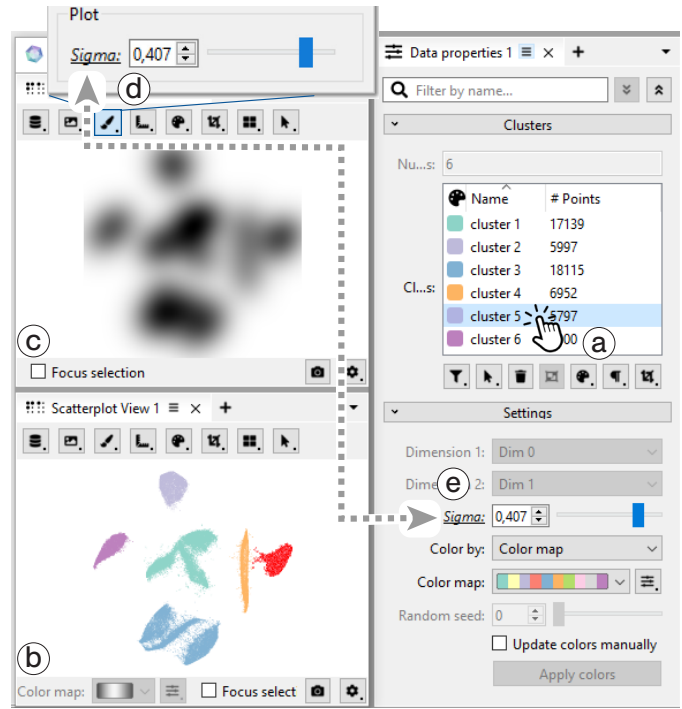 Plot
Sigma: 0,407
d
Data properties 1
Filter by name...
Clusters
Nu...s: 6
Name # Points
cluster 1 17139
cluster 2 5997
cluster 3 18115
cluster 4 6952
Cl...s:
cluster 5 5797
cluster 6
a
c
Focus selection
Scatterplot View 1
Settings
Dimension 1: Dim 0
2: Dim 1
e
Sigma: 0,407
Color by: Color map
Color map:
Random seed: 0
Update colors manually
Apply colors
b
Color map:
Focus select